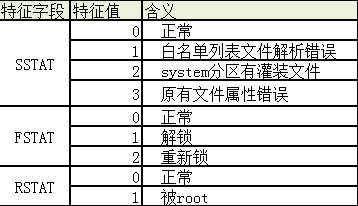 特征字段 特征值 含义
SSTAT 0 正常
1 白名单列表文件解析错误
2 system分区有灌装文件
3 原有文件属性错误
FSTAT 0 正常
1 解锁
2 重新锁
RSTAT 0 正常
1 被root